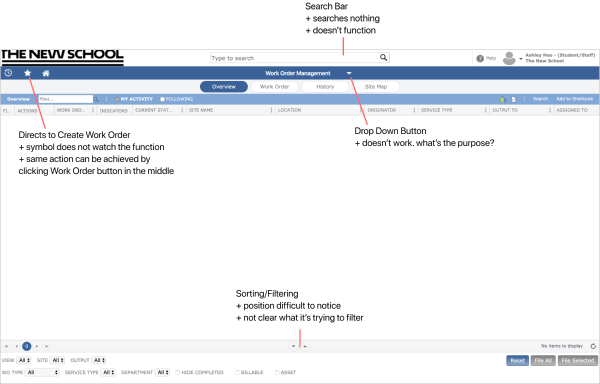 Search Bar
+ searches nothing
+ doesn't function
THE NEW SCHOOL
Type to search
Help
Ashley Heo - (Student/Staff)
The New School
Work Order Management
Overview
Work Order
History
Site Map
Overview
Find...
MY ACTIVITY
FOLLOWING
Search
Add to Shortcuts
FI...
ACTIONS
WORK ORD...
INDICATORS
CURRENT STAT...
SITE NAME
LOCATION
ORIGINATOR
SERVICE TYPE
OUTPUT TO
ASSIGNED TO
Directs to Create Work Order
+ symbol does not watch the function
+ same action can be achieved by
clicking Work Order button in the middle
Drop Down Button
+ doesn't work. what's the purpose?
Sorting/Filtering
+ position difficult to notice
+ not clear what it's trying to filter
0
No items to display
VIEW All
SITE All
OUTPUT All
Reset
File All
File Selected
WO TYPE All
SERVICE TYPE All
DEPARTMENT All
HIDE COMPLETED
BILLABLE
ASSET